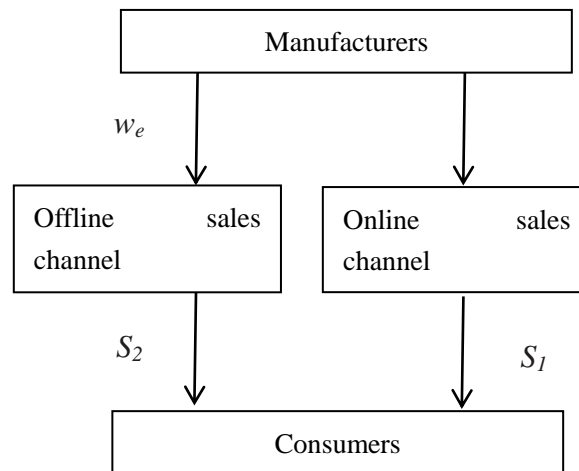 Manufacturers
w_e
Offline sales
channel
Online sales
channel
S_2
S_1
Consumers